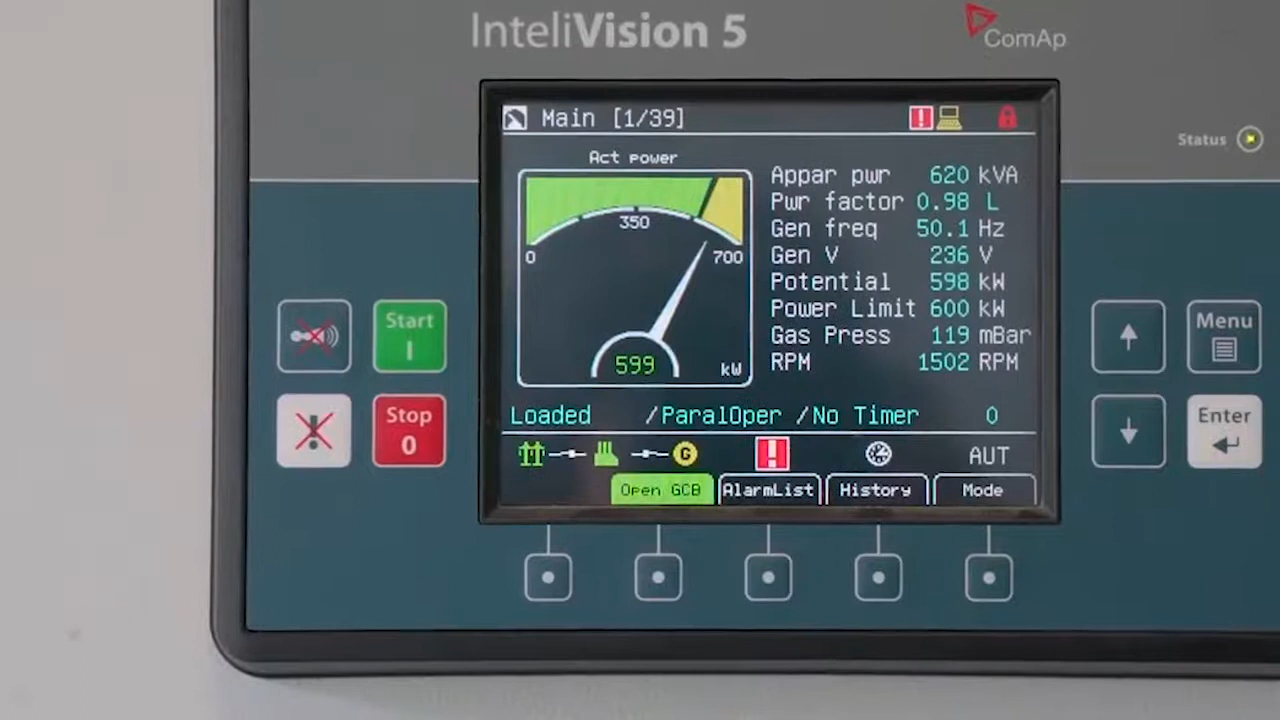 InteliVision 5
ComAp
Main [1/39]
Status
Act power
350
0
700
599
kW
Appar pwr 620 kVA
Pwr factor 0.98 L
Gen freq 50.1 Hz
Gen V 236 V
Potential 598 kW
Power Limit 600 kW
Gas Press 119 mBar
RPM 1502 RPM
Loaded /ParalOper /No Timer 0
G
AUT
Open GCB
AlarmList
History
Mode
Start
I
Stop
0
Menu
Enter